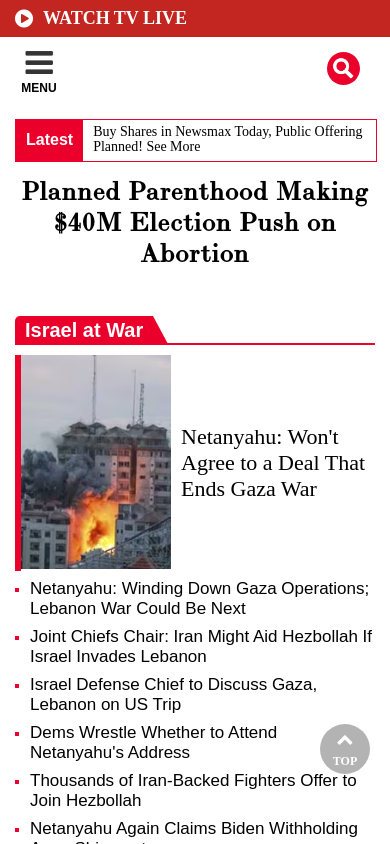 WATCH TV LIVE
MENU
Latest
Buy Shares in Newsmax Today, Public Offering
Planned! See More
Planned Parenthood Making
$40M Election Push on
Abortion
Israel at War
Netanyahu: Won't
Agree to a Deal That
Ends Gaza War
Netanyahu: Winding Down Gaza Operations;
Lebanon War Could Be Next
Joint Chiefs Chair: Iran Might Aid Hezbollah If
Israel Invades Lebanon
Israel Defense Chief to Discuss Gaza,
Lebanon on US Trip
Dems Wrestle Whether to Attend
Netanyahu's Address
Thousands of Iran-Backed Fighters Offer to
Join Hezbollah
TOP
Netanyahu Again Claims Biden Withholding